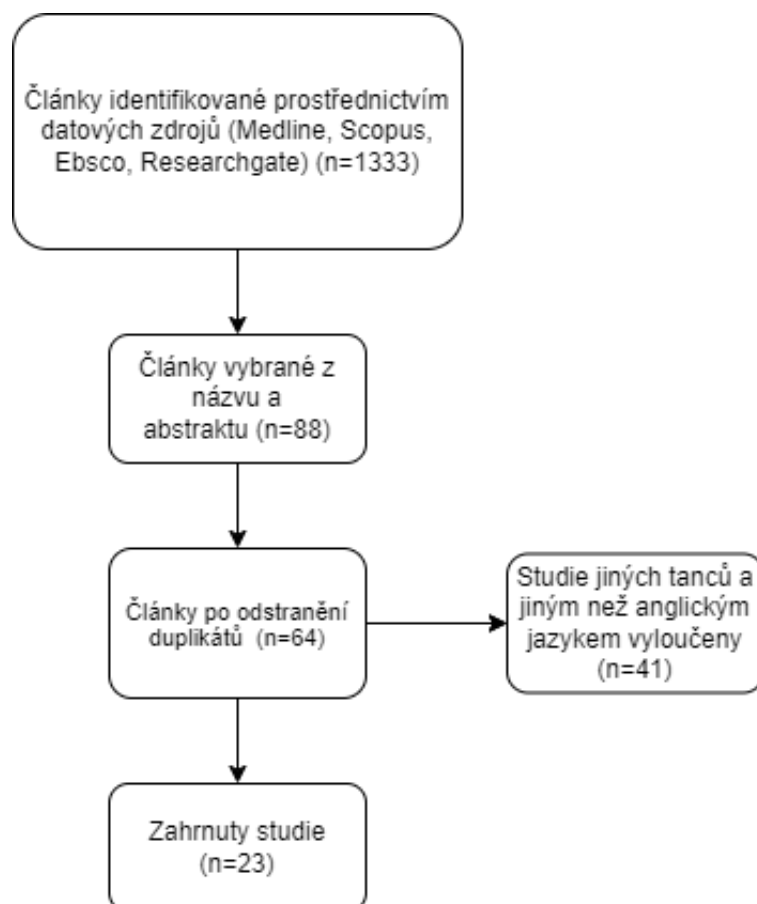 Články identifikované prostřednictvím
datových zdrojů (Medline, Scopus,
Ebsco, Researchgate) (n=1333)
Články vybrané z
názvu a
abstraktu (n=88)
Články po odstranění
duplikátů (n=64)
Studie jiných tanců a
jiným než anglickým
jazykem vyloučeny
(n=41)
Zahrnuty studie
(n=23)